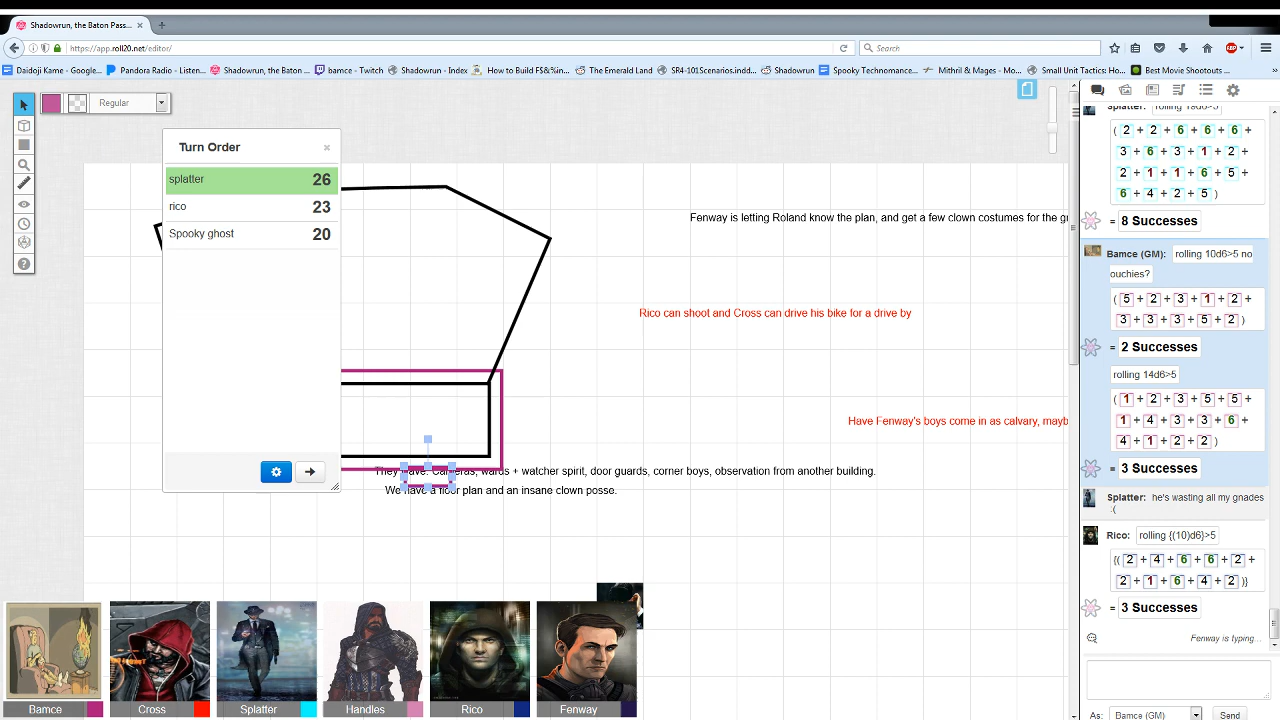 Shadowrun, the Baton Pass...
https://app.roll20.net/editor/
Search
Daidoji Kame - Google...
Pandora Radio - Listen...
Shadowrun, the Baton ...
bamce - Twitch
Shadowrun - Index
How to Build F$&%in...
The Emerald Land
SR4-101Scenarios.indd...
Shadowrun
Spooky Technomance...
Mithril & Mages - Mo...
Small Unit Tactics: Ho...
Best Movie Shootouts...
Regular
Turn Order
splatter 26
rico 23
Spooky ghost 20
Fenway is letting Roland know the plan, and get a few clown costumes for the gr
Rico can shoot and Cross can drive his bike for a drive by
Have Fenway's boys come in as calvary, mayb
They have: Cameras, wards + watcher spirit, door guards, corner boys, observation from another building.
We have a floor plan and an insane clown posse.
Bamce
Cross
Splatter
Handles
Rico
Fenway
Splatter: rolling 19d6>5
( 2 + 2 + 6 + 6 + 6 +
3 + 6 + 3 + 1 + 2 +
2 + 1 + 1 + 6 + 5 +
6 + 4 + 2 + 5 )
= 8 Successes
Bamce (GM): rolling 10d6>5 no
ouchies?
( 5 + 2 + 3 + 1 + 2 +
3 + 3 + 3 + 5 + 2 )
= 2 Successes
rolling 14d6>5
( 1 + 2 + 3 + 5 + 5 +
1 + 4 + 3 + 3 + 6 +
4 + 1 + 2 + 2 )
= 3 Successes
Splatter: he's wasting all my gnades
:(
Rico: rolling {(10)d6}>5
{( 2 + 4 + 6 + 6 + 2 +
2 + 1 + 6 + 4 + 2 )}
= 3 Successes
Fenway is typing...
As: Bamce (GM) Send